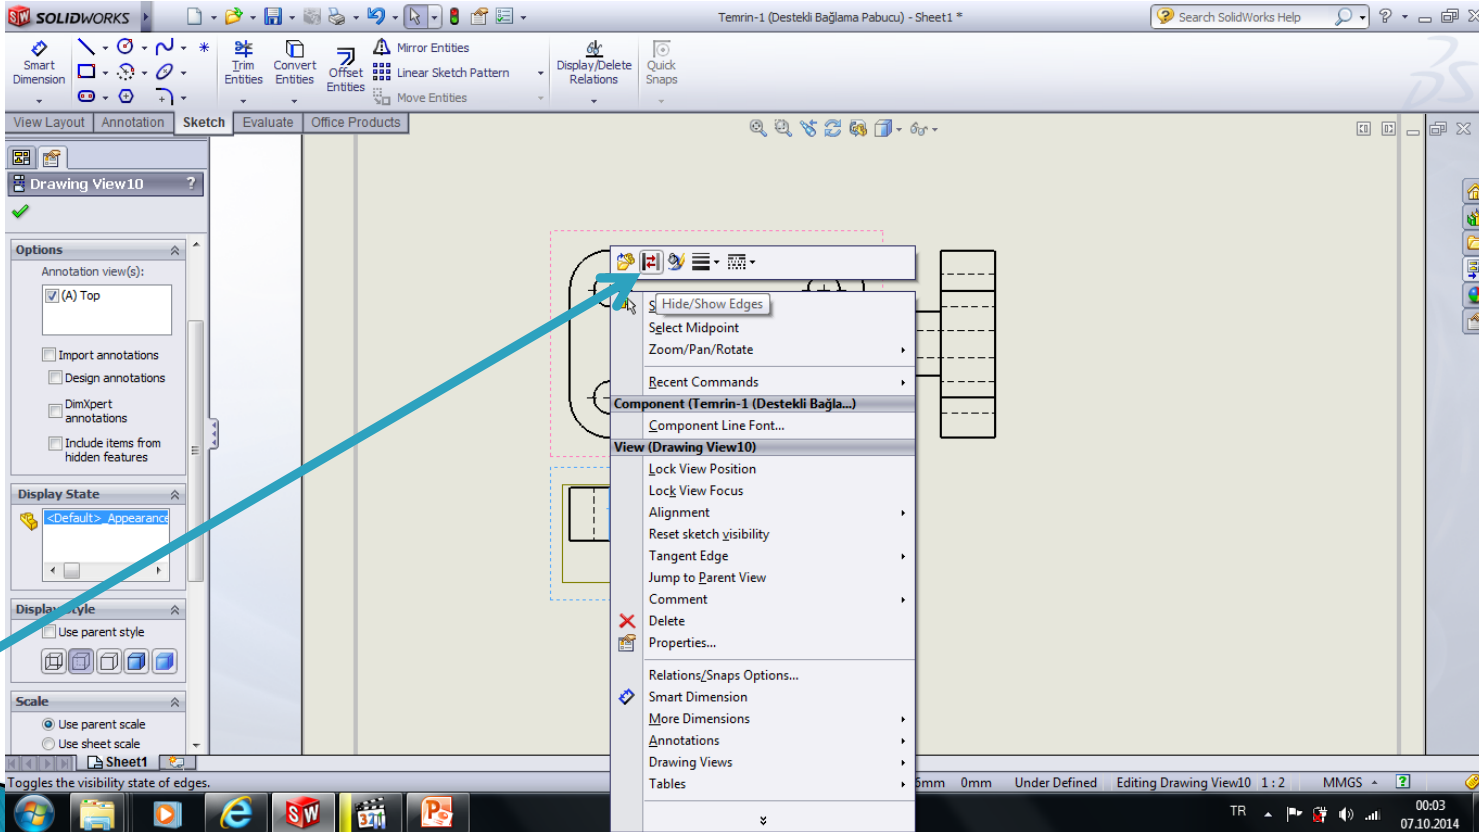 SOLIDWORKS
Temrin-1 (Destekli Bağlama Pabucu) - Sheet1 *
Search SolidWorks Help
Smart Dimension
Trim Entities
Convert Entities
Offset Entities
Mirror Entities
Linear Sketch Pattern
Move Entities
Display/Delete Relations
Quick Snaps
View Layout
Annotation
Sketch
Evaluate
Office Products
Drawing View10
?
Options
Annotation view(s):
(A) Top
Import annotations
Design annotations
DimXpert annotations
Include items from hidden features
Display State
<Default>_Appearance
Display Style
Use parent style
Scale
Use parent scale
Use sheet scale
Sheet1
Hide/Show Edges
Select Midpoint
Zoom/Pan/Rotate
Recent Commands
Component (Temrin-1 (Destekli Bağla...)
Component Line Font...
View (Drawing View10)
Lock View Position
Lock View Focus
Alignment
Reset sketch visibility
Tangent Edge
Jump to Parent View
Comment
Delete
Properties...
Relations/Snaps Options...
Smart Dimension
More Dimensions
Annotations
Drawing Views
Tables
Toggles the visibility state of edges.
0mm
Under Defined
Editing Drawing View10
1 : 2
MMGS
TR
00:03
07.10.2014